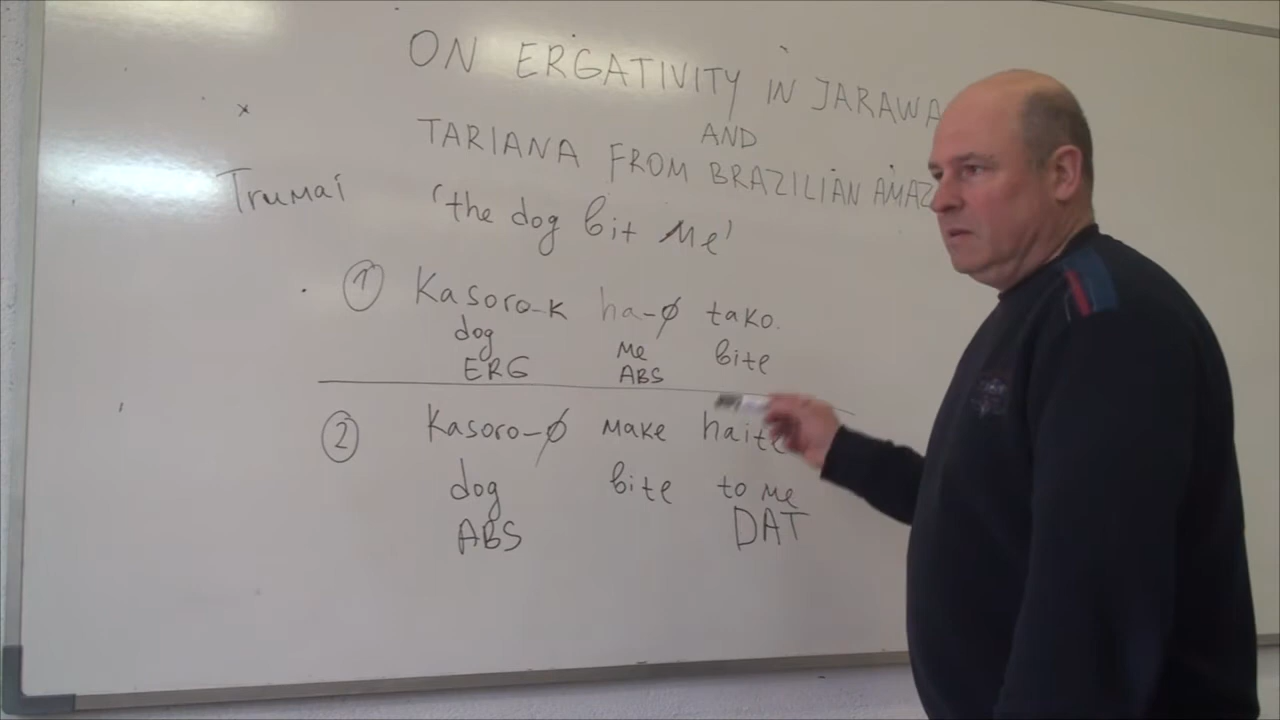 ON ERGATIVITY IN JARAWA
AND
TARIANA FROM BRAZILIAN AMAZ
Trumai 'the dog bit me'
① Kasoro-k ha-∅ tako.
dog me bite
ERG ABS
② Kasoro-∅ make haite
dog bite to me
ABS DAT